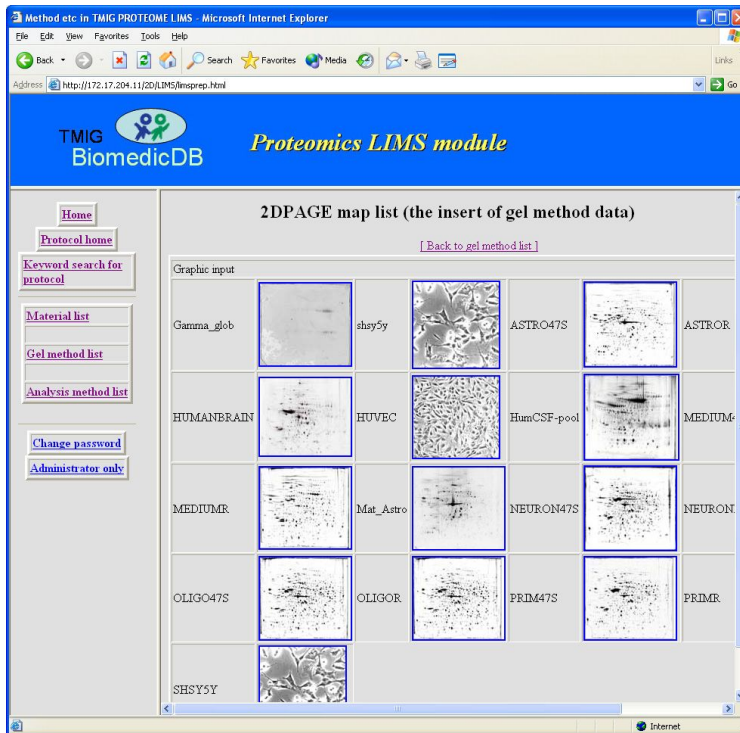 Method etc in TMIG PROTEOME LIMS - Microsoft Internet Explorer
File Edit View Favorites Tools Help
Back Search Favorites Media Links
Address http://172.17.204.11/2D/LIMS/limsprep.html Go
TMIG
BiomedicDB
Proteomics LIMS module
Home
Protocol home
Keyword search for
protocol
Material list
Gel method list
Analysis method list
Change password
Administrator only
2DPAGE map list (the insert of gel method data)
[ Back to gel method list ]
Graphic input
Gamma_glob shsy5y ASTRO47S ASTROR
HUMANBRAIN HUVEC HumCSF-pool MEDIUM4
MEDIUMR Mat_Astro NEURON47S NEURON
OLIGO47S OLIGOR PRIM47S PRIMR
SHSY5Y
Internet